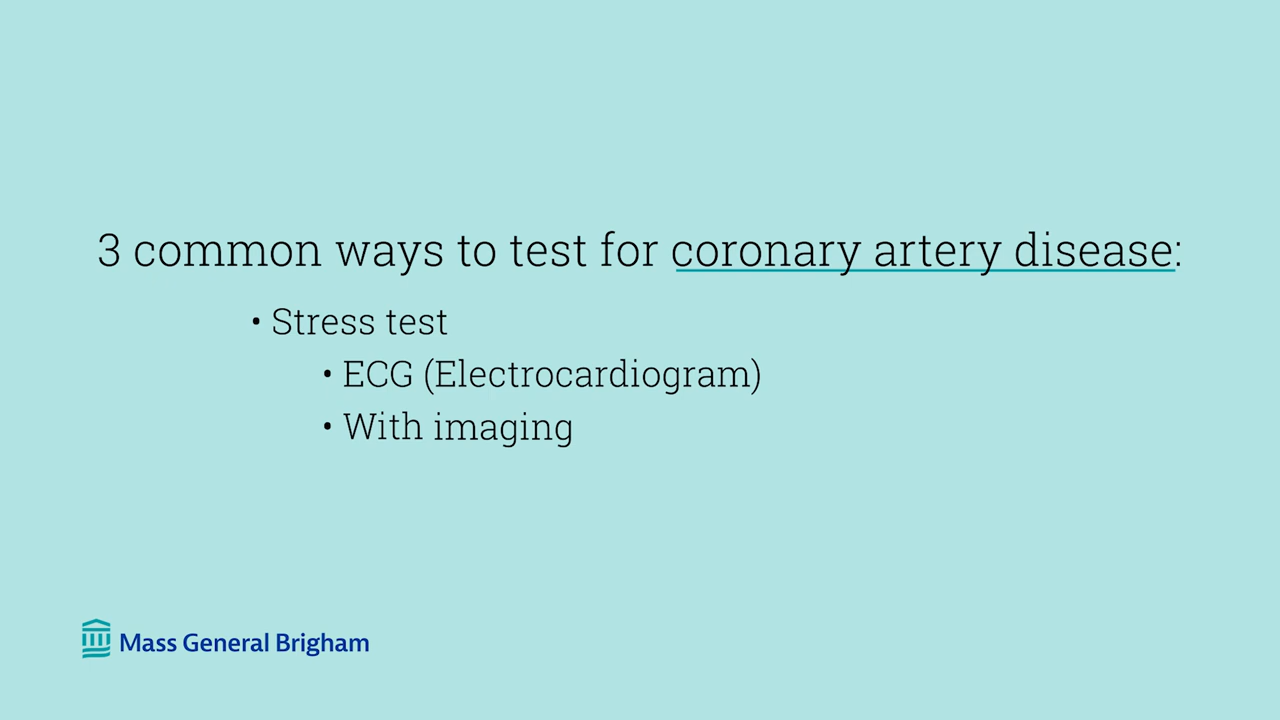 3 common ways to test for coronary artery disease:
• Stress test
• ECG (Electrocardiogram)
• With imaging
Mass General Brigham